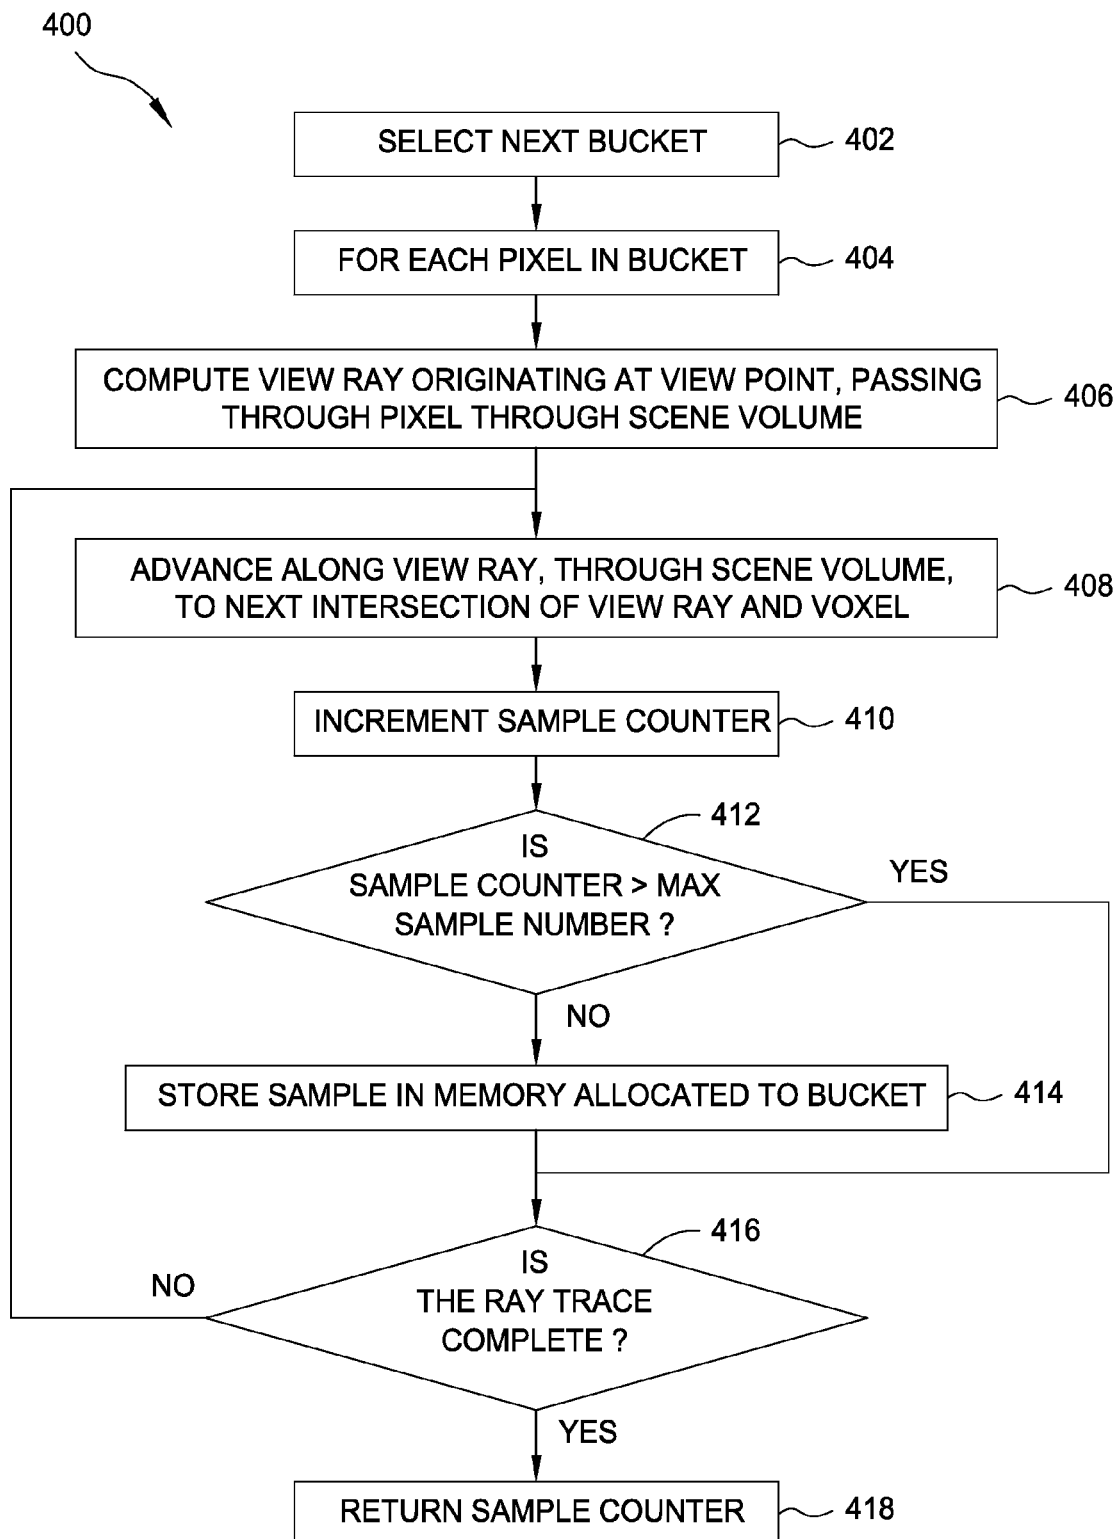 400
SELECT NEXT BUCKET
402
FOR EACH PIXEL IN BUCKET
404
COMPUTE VIEW RAY ORIGINATING AT VIEW POINT, PASSING
THROUGH PIXEL THROUGH SCENE VOLUME
406
ADVANCE ALONG VIEW RAY, THROUGH SCENE VOLUME,
TO NEXT INTERSECTION OF VIEW RAY AND VOXEL
408
INCREMENT SAMPLE COUNTER
410
412
IS
SAMPLE COUNTER > MAX
SAMPLE NUMBER ?
YES
NO
STORE SAMPLE IN MEMORY ALLOCATED TO BUCKET
414
416
IS
THE RAY TRACE
COMPLETE ?
NO
YES
RETURN SAMPLE COUNTER
418